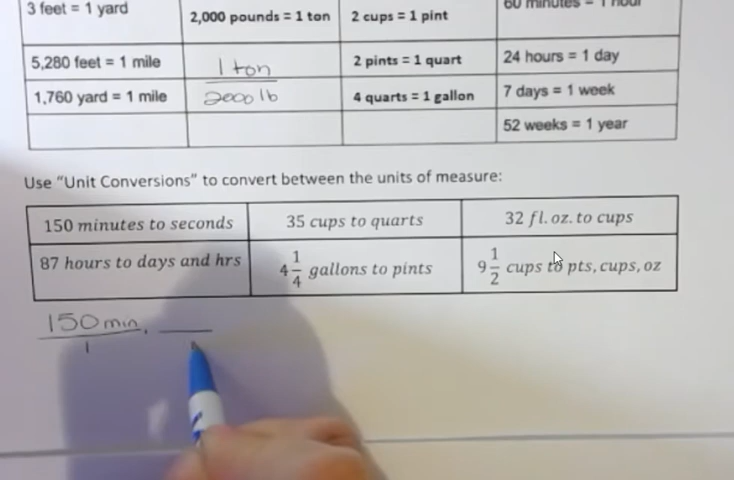 3 feet = 1 yard
2,000 pounds = 1 ton
2 cups = 1 pint
60 minutes = 1 hour
5,280 feet = 1 mile
1 ton
2000 lb
2 pints = 1 quart
24 hours = 1 day
1,760 yard = 1 mile
4 quarts = 1 gallon
7 days = 1 week
52 weeks = 1 year
Use "Unit Conversions" to convert between the units of measure:
150 minutes to seconds
35 cups to quarts
32 fl. oz. to cups
87 hours to days and hrs
4 1/4 gallons to pints
9 1/2 cups to pts, cups, oz
150 min
1